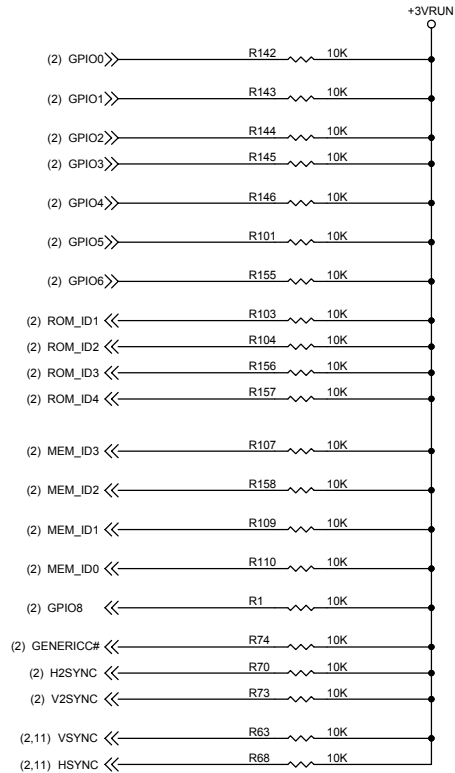 +3VRUN
(2) GPIO0 R142 10K
(2) GPIO1 R143 10K
(2) GPIO2 R144 10K
(2) GPIO3 R145 10K
(2) GPIO4 R146 10K
(2) GPIO5 R101 10K
(2) GPIO6 R155 10K
(2) ROM_ID1 R103 10K
(2) ROM_ID2 R104 10K
(2) ROM_ID3 R156 10K
(2) ROM_ID4 R157 10K
(2) MEM_ID3 R107 10K
(2) MEM_ID2 R158 10K
(2) MEM_ID1 R109 10K
(2) MEM_ID0 R110 10K
(2) GPIO8 R1 10K
(2) GENERICC# R74 10K
(2) H2SYNC R70 10K
(2) V2SYNC R73 10K
(2,11) VSYNC R63 10K
(2,11) HSYNC R68 10K